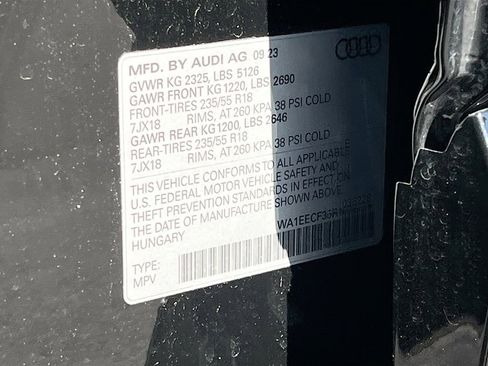 MFD. BY AUDI AG 09.23
GVWR KG 2325, LBS 5126
GAWR FRONT KG 1220, LBS 2690
FRONT-TIRES 235/55 R18
7JX18 RIMS, AT 260 KPA 38 PSI COLD
GAWR REAR KG1200, LBS 2646
REAR-TIRES 235/55 R18
7JX18 RIMS, AT 260 KPA 38 PSI COLD
THIS VEHICLE CONFORMS TO ALL APPLICABLE
U.S. FEDERAL MOTOR VEHICLE SAFETY AND
THEFT PREVENTION STANDARDS IN EFFECT ON
THE DATE OF MANUFACTURE SHOWN ABOVE
HUNGARY
TYPE:
MPV